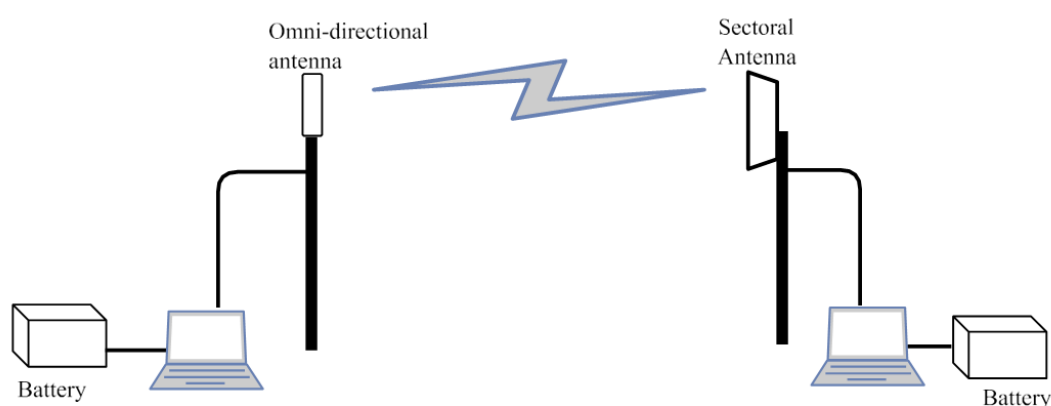 Omni-directional
antenna
Sectoral
Antenna
Battery
Battery